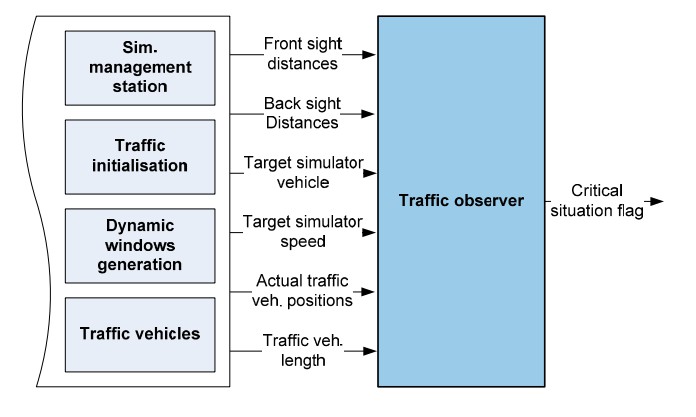 Sim.
management
station
Traffic
initialisation
Dynamic
windows
generation
Traffic vehicles
Front sight
distances
Back sight
Distances
Target simulator
vehicle
Target simulator
speed
Actual traffic
veh. positions
Traffic veh.
length
Traffic observer
Critical
situation flag